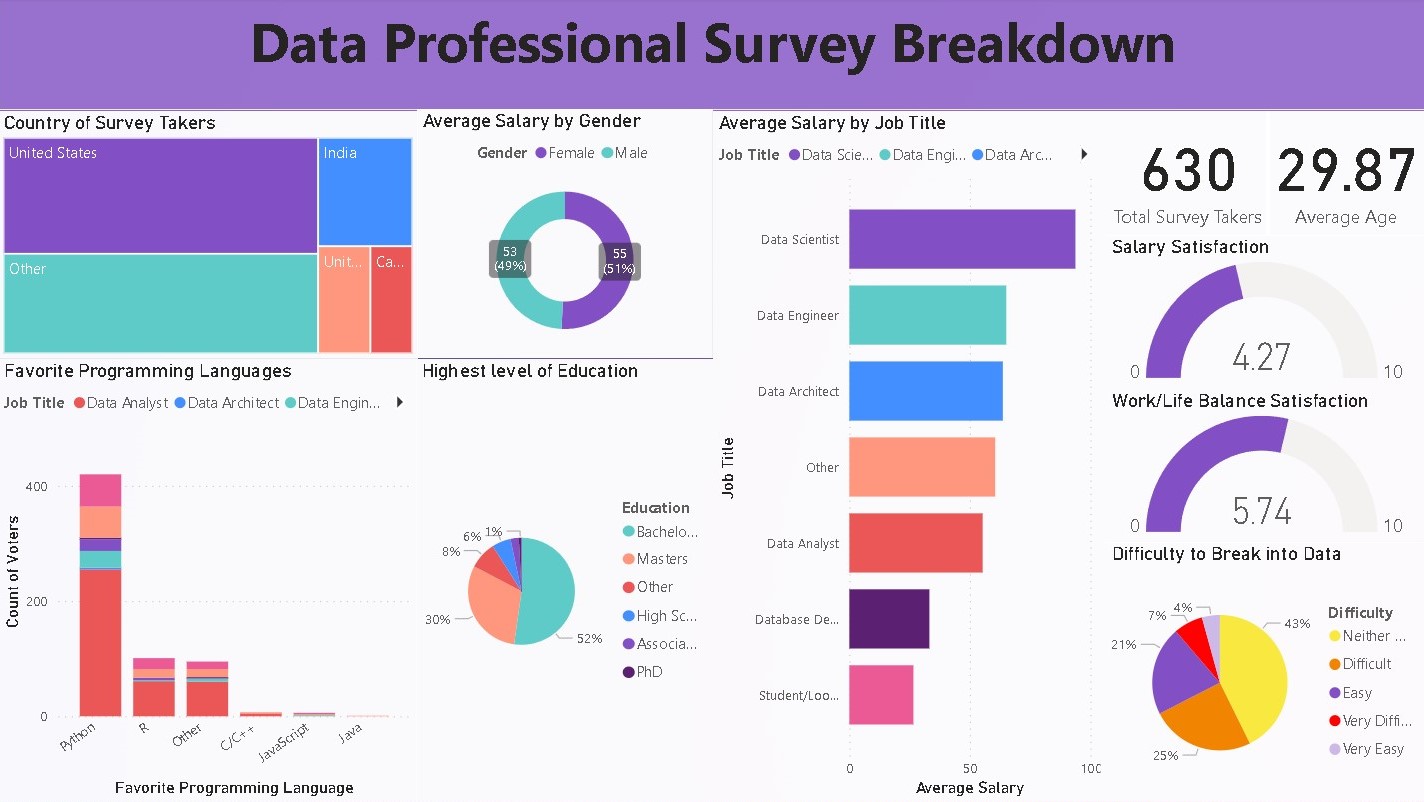 Data Professional Survey Breakdown
Country of Survey Takers
United States
India
Other
Unit...
Ca...
Average Salary by Gender
Gender Female Male
53
(49%)
55
(51%)
Average Salary by Job Title
Job Title Data Scie... Data Engi... Data Arc...
Data Scientist
Data Engineer
Data Architect
Other
Data Analyst
Database De...
Student/Loo...
Job Title
0 50 100
Average Salary
630
Total Survey Takers
29.87
Average Age
Salary Satisfaction
4.27
0 10
Work/Life Balance Satisfaction
5.74
0 10
Favorite Programming Languages
Job Title Data Analyst Data Architect Data Engin...
400
200
0
Count of Voters
Python R Other C/C++ JavaScript Java
Favorite Programming Language
Highest level of Education
6% 1%
8%
30%
52%
Education
Bachelo...
Masters
Other
High Sc...
Associa...
PhD
Difficulty to Break into Data
4%
7%
43%
21%
25%
Difficulty
Neither ...
Difficult
Easy
Very Diffi...
Very Easy